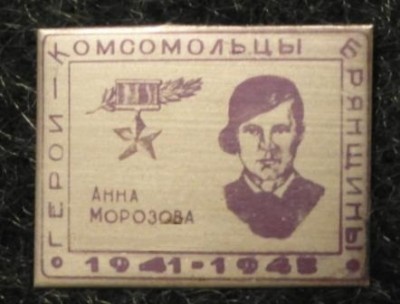 ГЕРОИ - КОМСОМОЛЬЦЫ БРЯНЩИНЫ
АННА
МОРОЗОВА
1941-1945